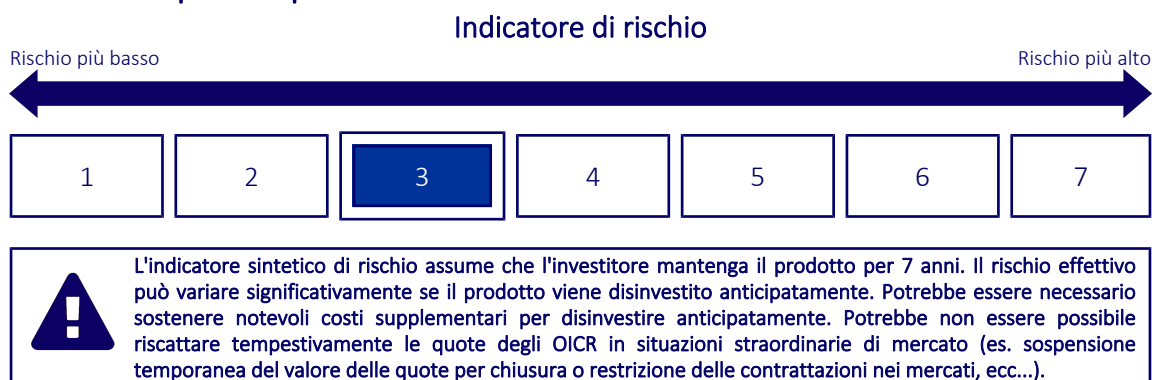 Indicatore di rischio
Rischio più basso Rischio più alto
1 2 3 4 5 6 7
L'indicatore sintetico di rischio assume che l'investitore mantenga il prodotto per 7 anni. Il rischio effettivo
può variare significativamente se il prodotto viene disinvestito anticipatamente. Potrebbe essere necessario
sostenere notevoli costi supplementari per disinvestire anticipatamente. Potrebbe non essere possibile
riscattare tempestivamente le quote degli OICR in situazioni straordinarie di mercato (es. sospensione
temporanea del valore delle quote per chiusura o restrizione delle contrattazioni nei mercati, ecc...).